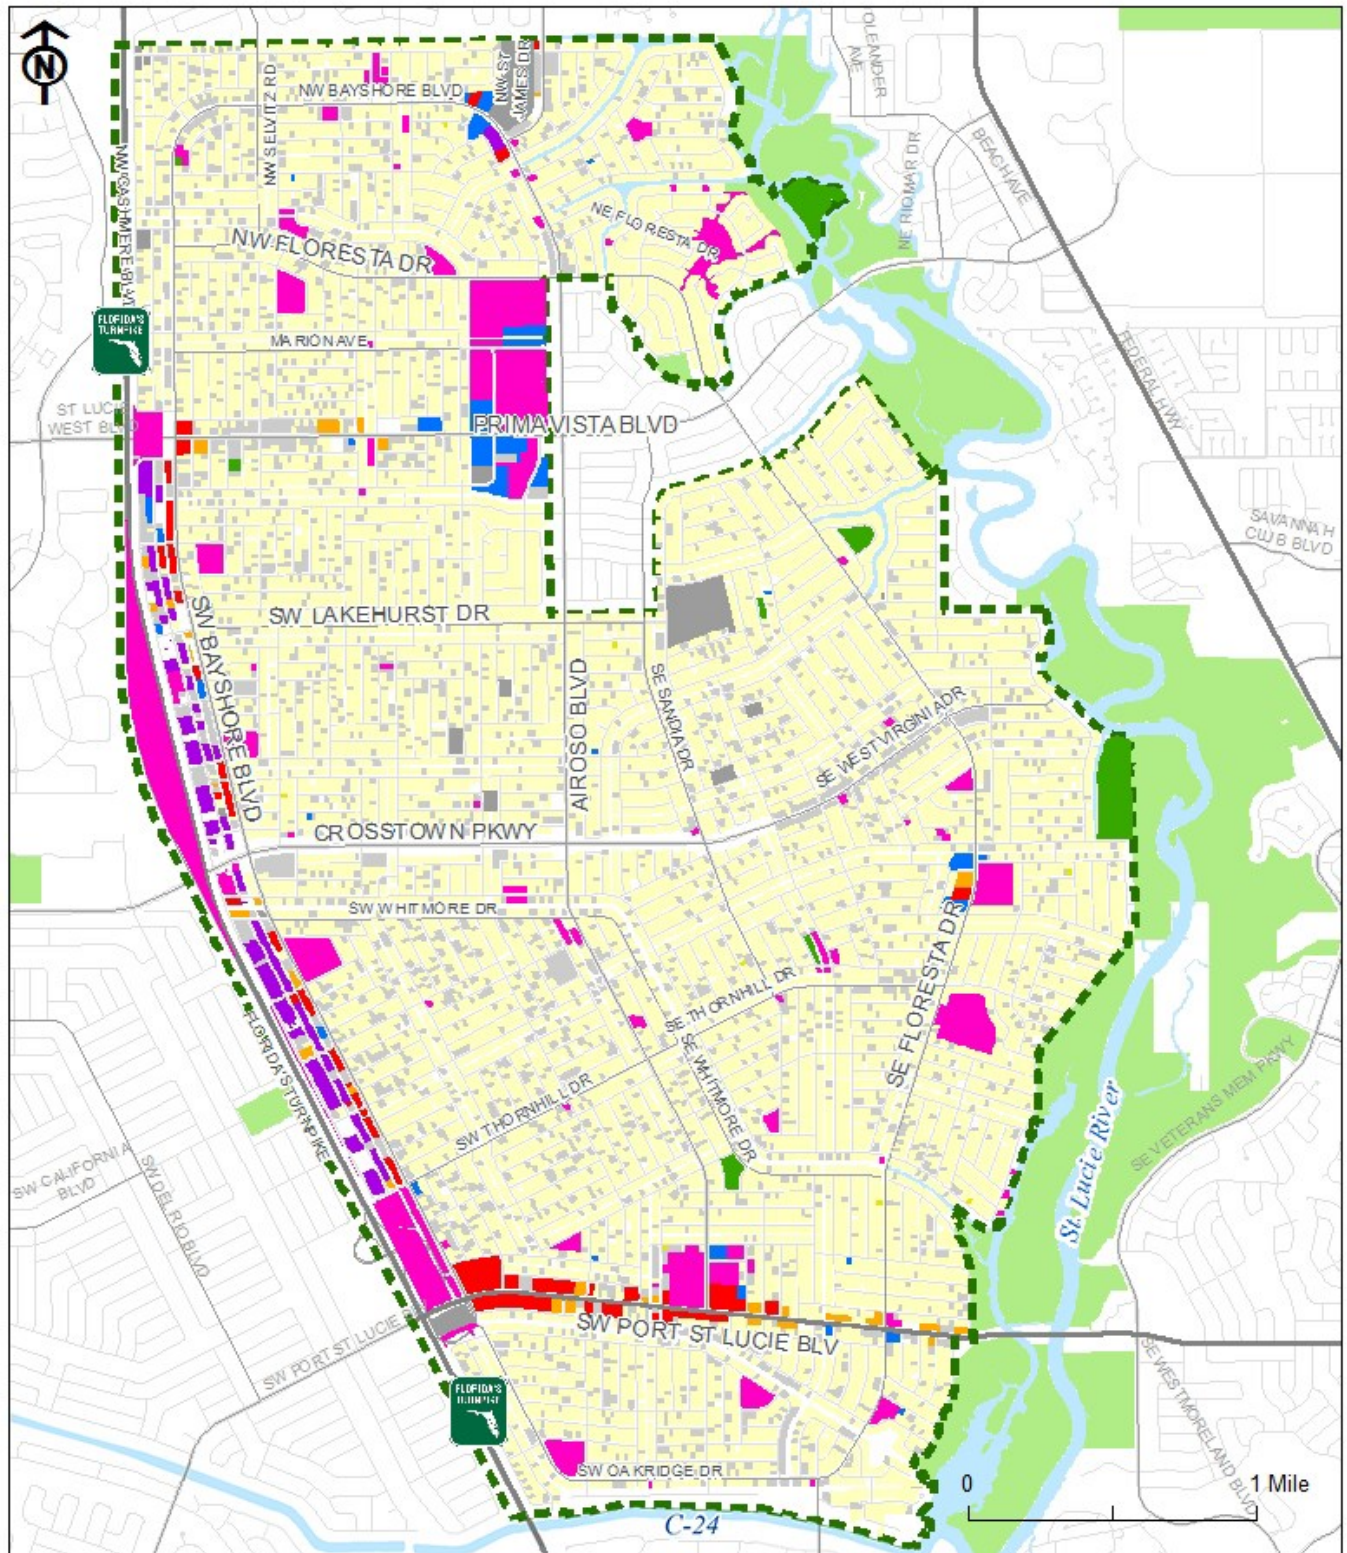 N
OLEANDER
AVE
NW SELVITZ RD
NW BAYSHORE BLVD
NW ST
JAMES DR
NW CASHMERE BLVD
NE RIOMAR DR
BEACH AVE
NE FLORESTA DR
NW FLORESTA DR
FLORIDA'S
TURNPIKE
MARION AVE
FEDERAL HWY
ST LUCIE
WEST BLVD
PRIMA VISTA BLVD
SAVANNAH
CLUB BLVD
SW LAKEHURST DR
SW BAYSHORE BLVD
AIROSO BLVD
SE SANDIA DR
SE WEST VIRGINIA DR
CROSSTOWN PKWY
SW WHITMORE DR
SE FLORESTA DR
SE THORNHILL DR
SE WHITMORE DR
FLORIDA'S TURNPIKE
SW THORNHILL DR
SE VETERANS MEM PKWY
St. Lucie River
SW CALIFORNIA
BLVD
SW DEL RIO BLVD
SW PORT ST LUCIE
SW PORT ST LUCIE BLV
SE WESTMORELAND BLVD
FLORIDA'S
TURNPIKE
SW OAKRIDGE DR
0
1 Mile
C-24